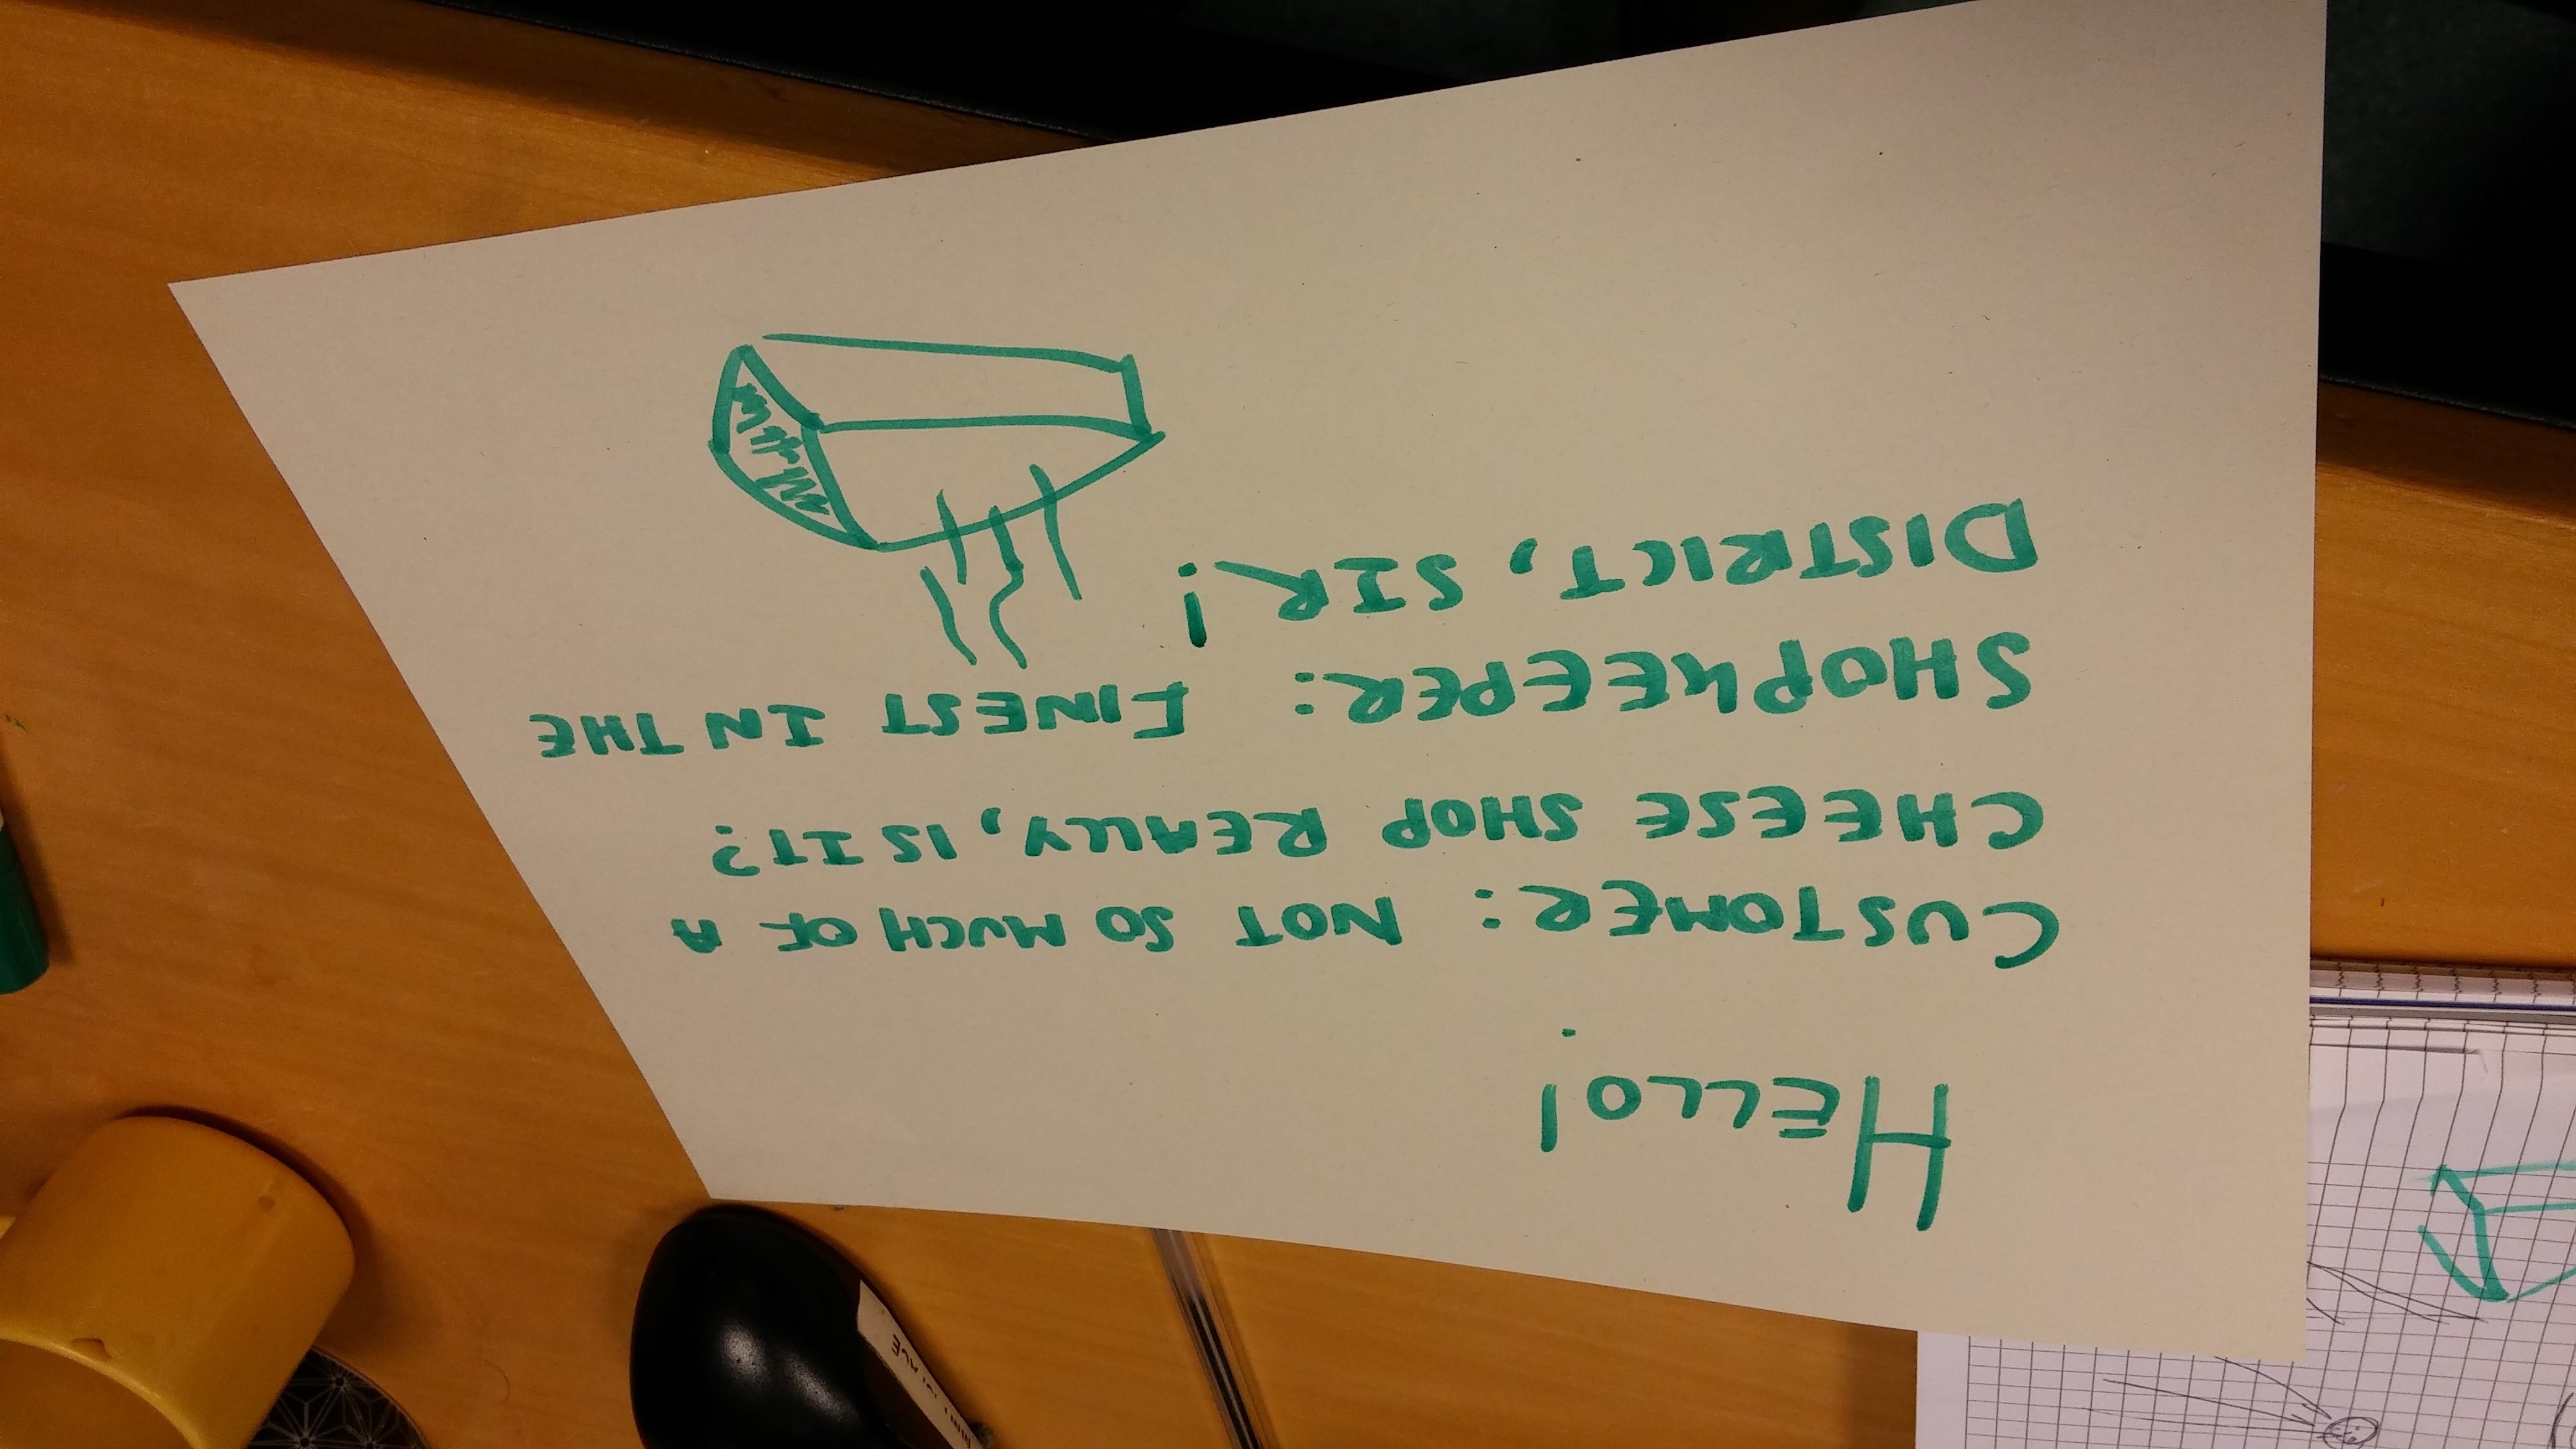 HELLO!
CUSTOMER: NOT SO MUCH OF A
CHEESE SHOP REALLY, IS IT?
SHOPKEEPER: FINEST IN THE
DISTRICT, SIR!